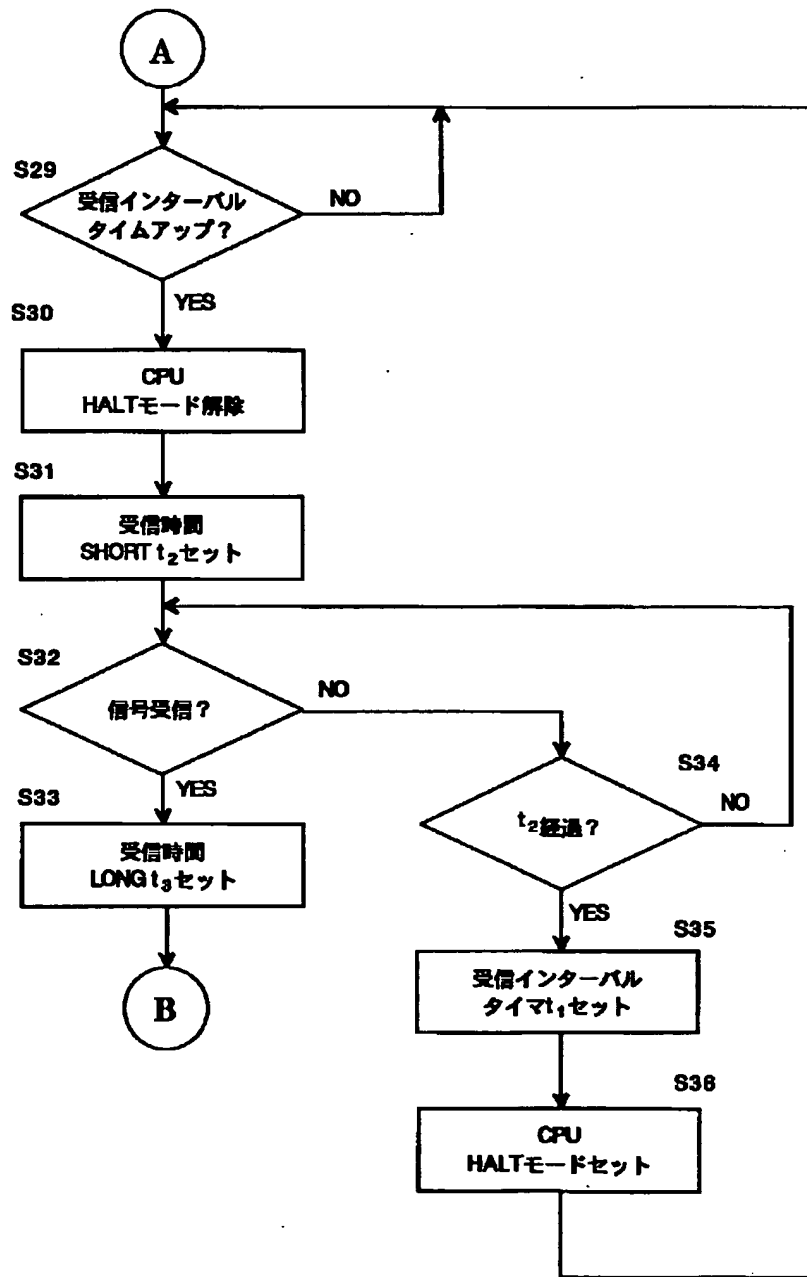 A
S29
受信インターバル
タイムアップ?
NO
YES
S30
CPU
HALTモード解除
S31
受信時間
SHORT t₂セット
S32
信号受信?
NO
YES
S33
受信時間
LONG t₃セット
B
S34
t₂経過?
NO
YES
S35
受信インターバル
タイマt₁セット
S36
CPU
HALTモードセット